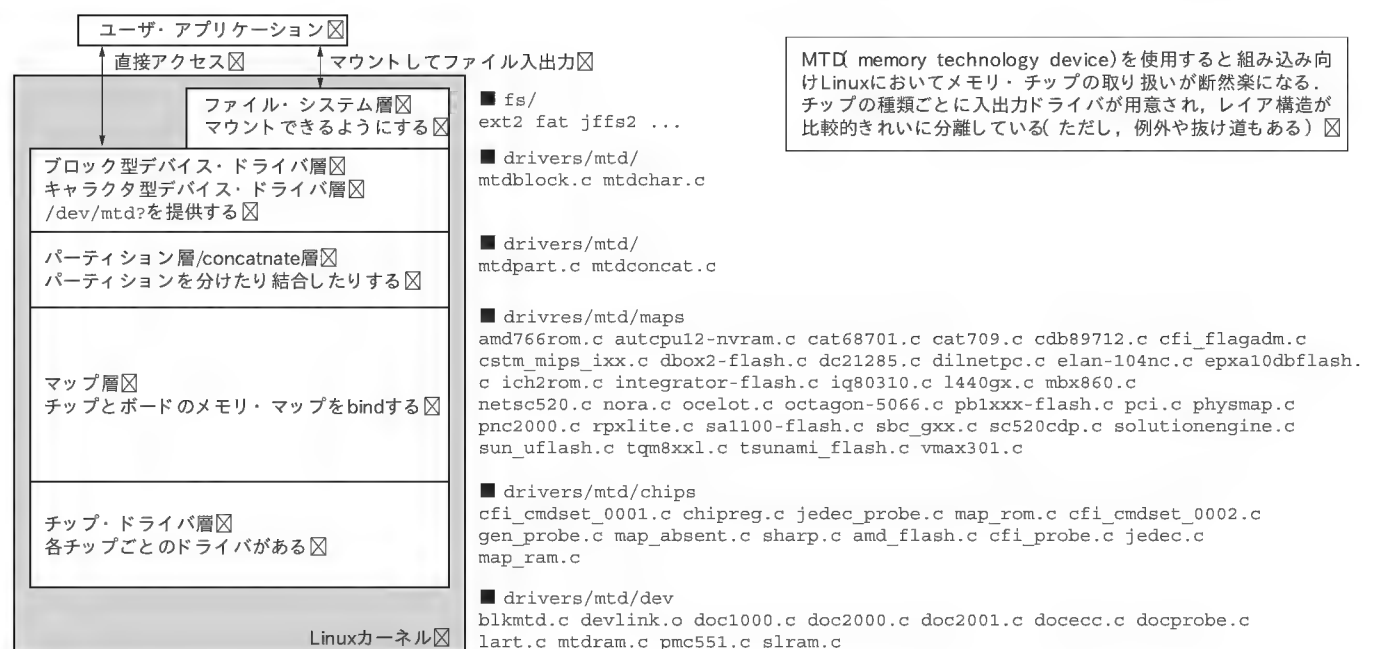 ユーザ・アプリケーション☒
直接アクセス☒
マウントしてファイル入出力☒
ファイル・システム層☒
マウントできるようにする☒
ブロック型デバイス・ドライバ層☒
キャラクタ型デバイス・ドライバ層☒
/dev/mtd?を提供する☒
パーティション層/concatnate層☒
パーティションを分けたり結合したりする☒
マップ層☒
チップとボードのメモリ・マップをbindする☒
チップ・ドライバ層☒
各チップごとのドライバがある☒
Linuxカーネル☒
■ fs/
ext2 fat jffs2 ...
■ drivers/mtd/
mtdblock.c mtdchar.c
■ drivers/mtd/
mtdpart.c mtdconcat.c
■ drivres/mtd/maps
amd766rom.c autcpu12-nvram.c cat68701.c cat709.c cdb89712.c cfi_flagadm.c
cstm_mips_ixx.c dbox2-flash.c dc21285.c dilnetpc.c elan-104nc.c epxa10dbflash.
c ich2rom.c integrator-flash.c iq80310.c l440gx.c mbx860.c
netsc520.c nora.c ocelot.c octagon-5066.c pb1xxx-flash.c pci.c physmap.c
pnc2000.c rpxlite.c sa1100-flash.c sbc_gxx.c sc520cdp.c solutionengine.c
sun_uflash.c tqm8xxl.c tsunami_flash.c vmax301.c
■ drivers/mtd/chips
cfi_cmdset_0001.c chipreg.c jedec_probe.c map_rom.c cfi_cmdset_0002.c
gen_probe.c map_absent.c sharp.c amd_flash.c cfi_probe.c jedec.c
map_ram.c
■ drivers/mtd/dev
blkmtd.c devlink.o doc1000.c doc2000.c doc2001.c docecc.c docprobe.c
lart.c mtdram.c pmc551.c slram.c
MTD( memory technology device)を使用すると組み込み向
けLinuxにおいてメモリ・チップの取り扱いが断然楽になる．
チップの種類ごとに入出力ドライバが用意され，レイア構造が
比較的きれいに分離している( ただし，例外や抜け道もある) ☒